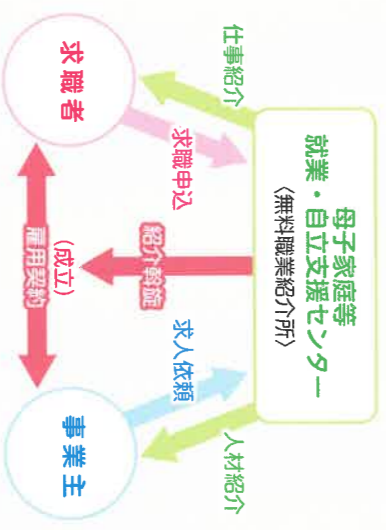 母子家庭等
就業・自立支援センター
〈無料職業紹介所〉
仕事紹介
求職申込
紹介斡旋
求人依頼
人材紹介
求職者
(成立)
雇用契約
事業主